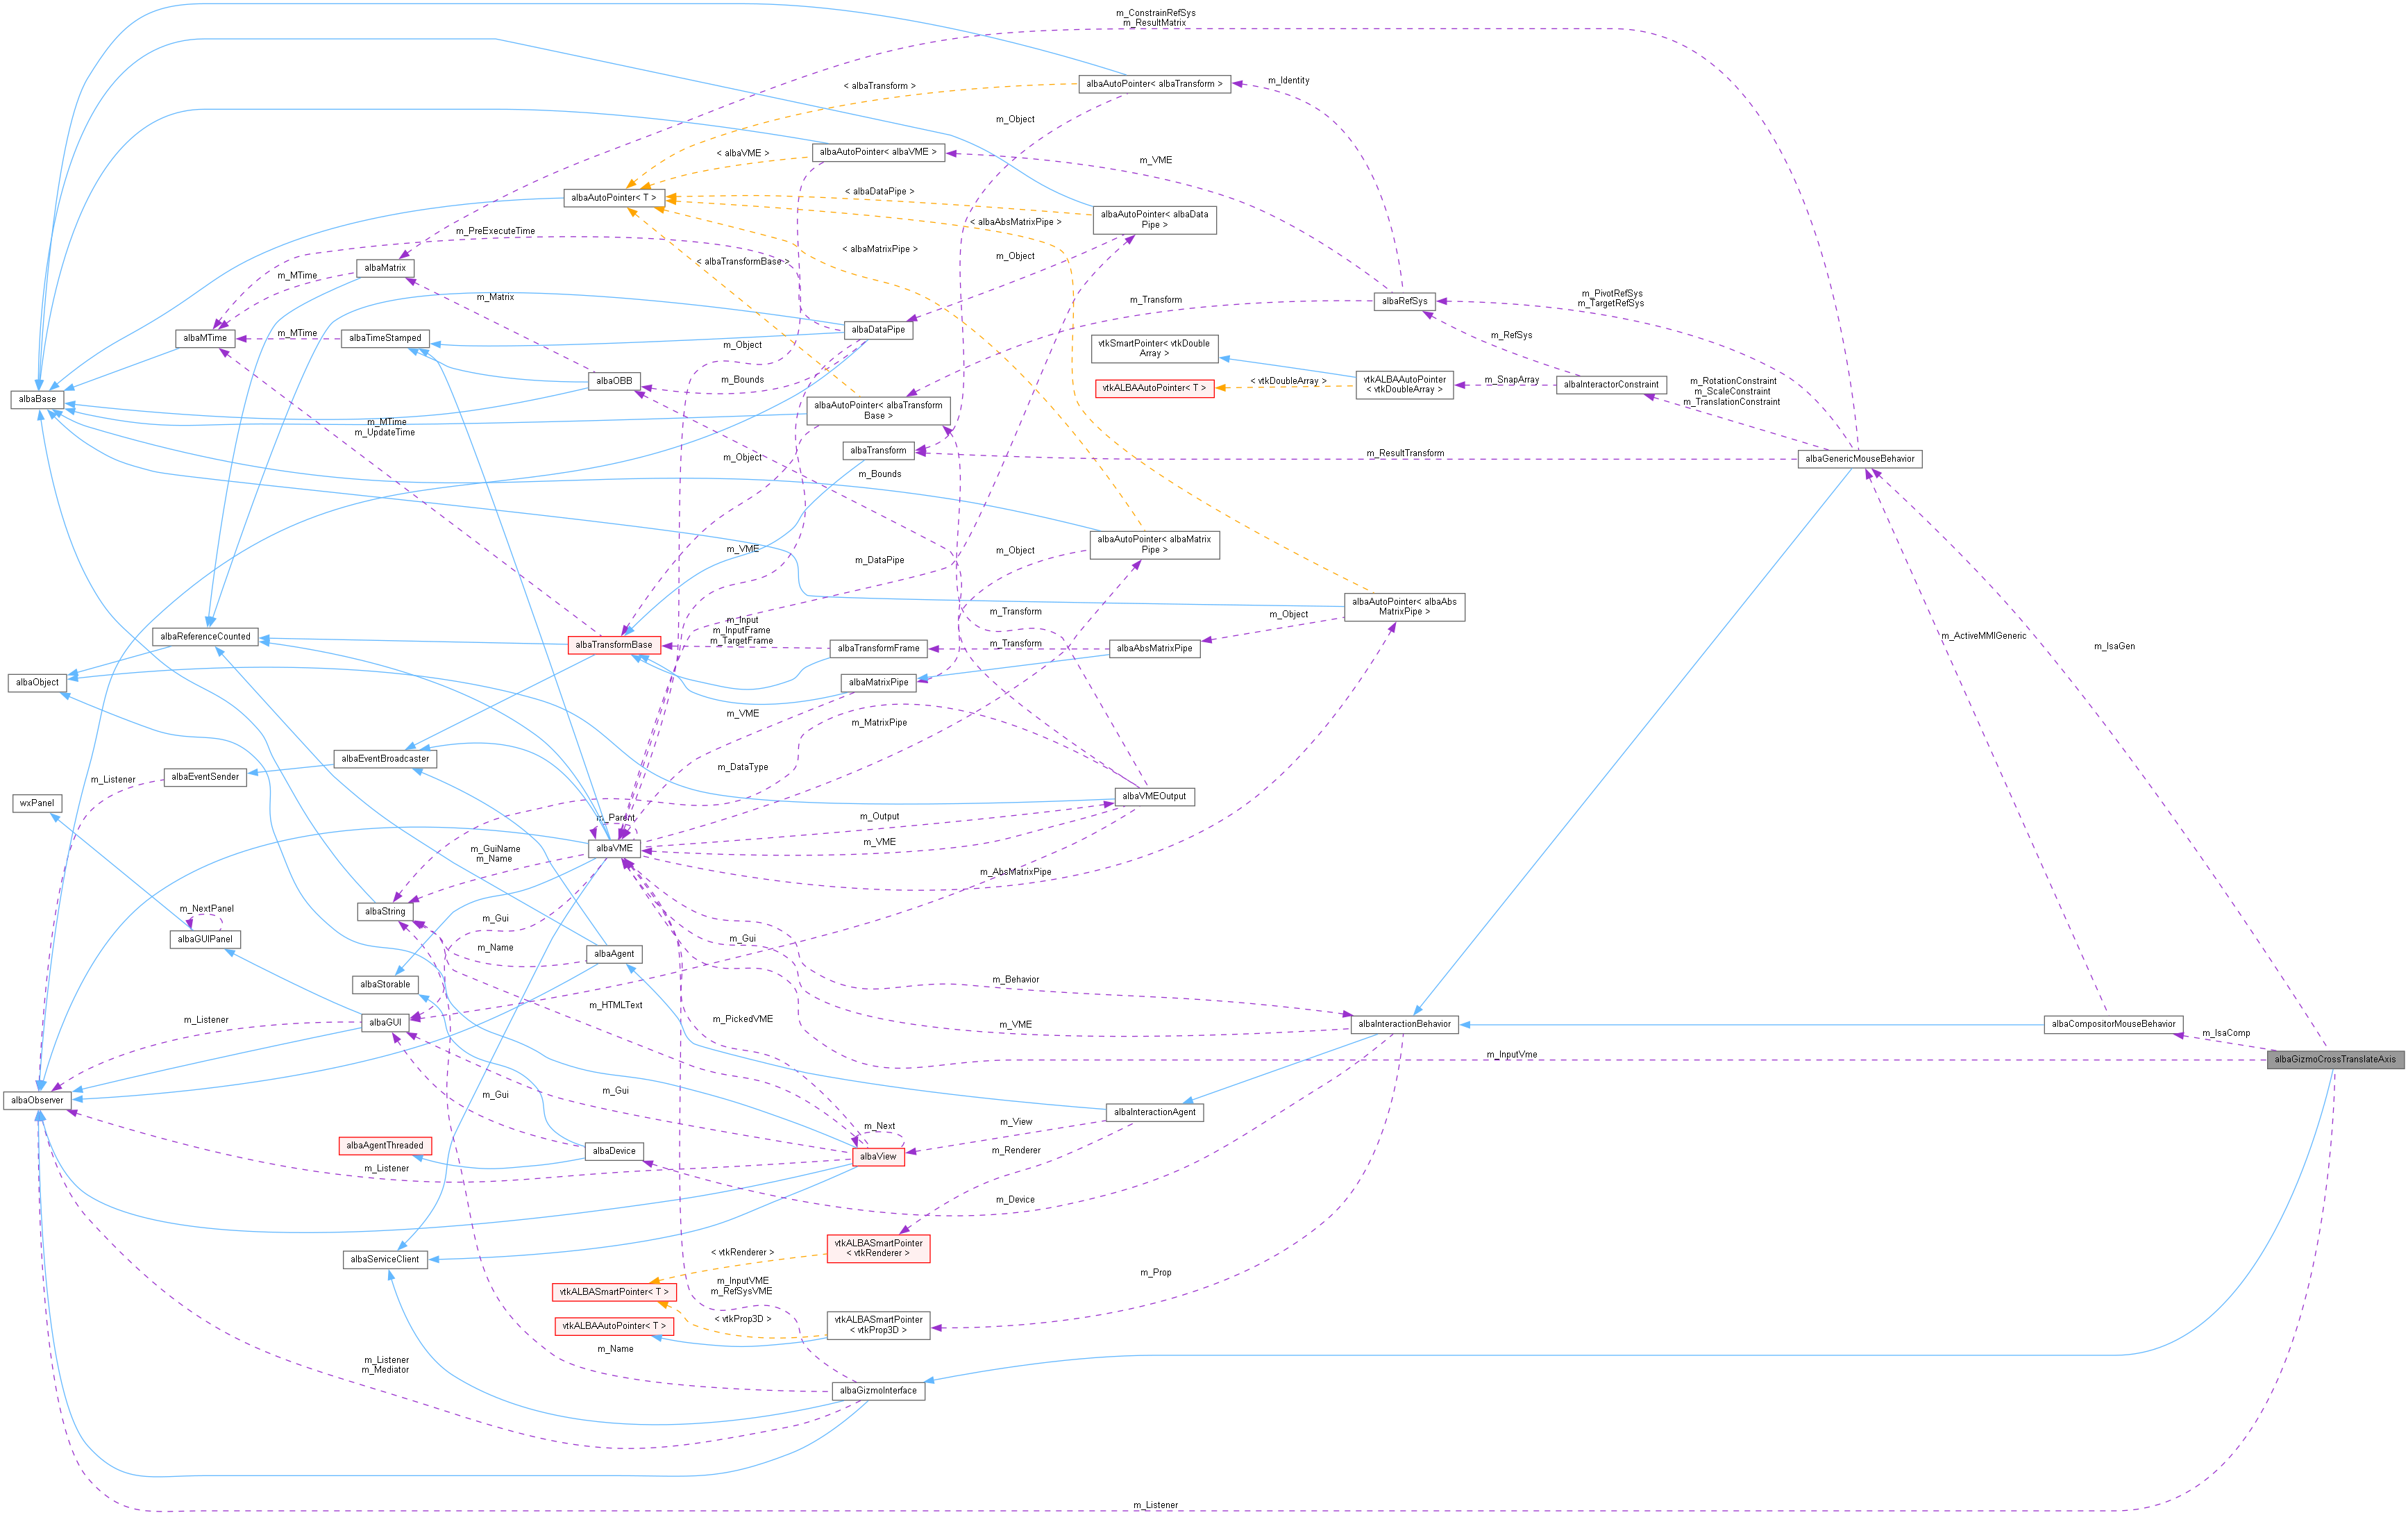 m_ConstrainRefSys
m_ResultMatrix
albaAutoPointer< albaTransform >
m_Identity
< albaTransform >
m_Object
albaAutoPointer< albaVME >
< albaVME >
m_VME
albaAutoPointer< T >
< albaDataPipe >
albaAutoPointer< albaData
Pipe >
< albaAbsMatrixPipe >
m_PreExecuteTime
< albaMatrixPipe >
m_Object
< albaTransformBase >
albaMatrix
m_MTime
m_Matrix
m_Transform
albaRefSys
m_PivotRefSys
m_TargetRefSys
albaMTime
m_MTime
albaTimeStamped
albaDataPipe
m_Object
m_RefSys
vtkSmartPointer< vtkDouble
Array >
albaOBB
m_Bounds
vtkALBAAutoPointer< T >
< vtkDoubleArray >
vtkALBAAutoPointer
< vtkDoubleArray >
m_SnapArray
albaInteractorConstraint
m_RotationConstraint
m_ScaleConstraint
m_TranslationConstraint
albaBase
albaAutoPointer< albaTransform
Base >
m_MTime
m_UpdateTime
albaTransform
m_Object
m_ResultTransform
albaGenericMouseBehavior
m_Bounds
albaAutoPointer< albaMatrix
Pipe >
m_VME
m_Object
m_DataPipe
albaAutoPointer< albaAbs
MatrixPipe >
m_Transform
m_Object
albaReferenceCounted
albaTransformBase
m_Input
m_InputFrame
m_TargetFrame
albaTransformFrame
m_Transform
albaAbsMatrixPipe
m_ActiveMMIGeneric
m_IsaGen
albaObject
albaMatrixPipe
m_VME
m_MatrixPipe
albaEventBroadcaster
albaEventSender
m_Listener
m_DataType
wxPanel
albaVMEOutput
m_Parent
albaVME
m_Output
m_VME
m_GuiName
m_Name
m_AbsMatrixPipe
m_NextPanel
albaString
m_Gui
albaGUIPanel
m_Name
albaAgent
m_Gui
albaStorable
m_Behavior
m_HTMLText
m_Listener
albaGUI
m_PickedVME
m_VME
albaInteractionBehavior
albaCompositorMouseBehavior
m_IsaComp
m_InputVme
albaGizmoCrossTranslateAxis
albaObserver
m_Gui
m_Gui
albaInteractionAgent
m_View
m_Next
albaAgentThreaded
albaDevice
albaView
m_Renderer
m_Listener
m_Device
vtkALBASmartPointer
< vtkRenderer >
albaServiceClient
< vtkRenderer >
m_Prop
vtkALBASmartPointer< T >
m_InputVME
m_RefSysVME
< vtkProp3D >
vtkALBASmartPointer
< vtkProp3D >
vtkALBAAutoPointer< T >
m_Name
m_Listener
m_Mediator
albaGizmoInterface
m_Listener